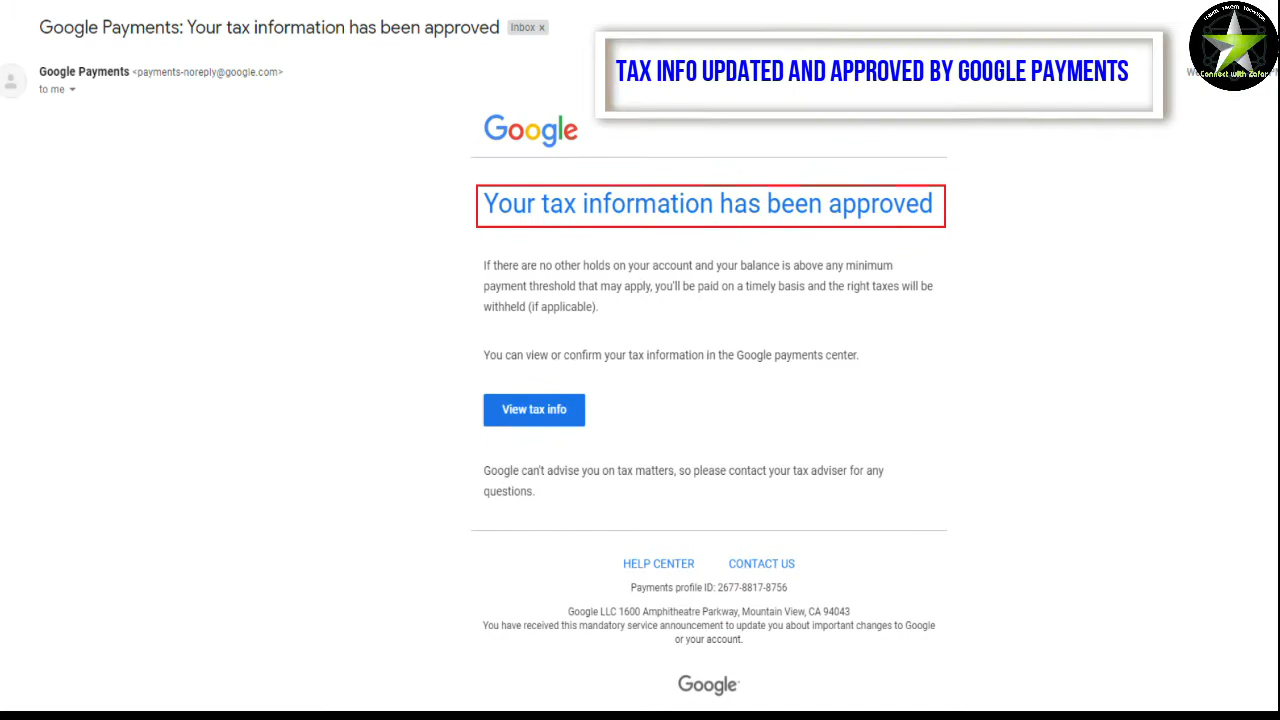 Google Payments: Your tax information has been approved Inbox x
Google Payments <payments-noreply@google.com>
to me
TAX INFO UPDATED AND APPROVED BY GOOGLE PAYMENTS
Connect with Zafar
Google
Your tax information has been approved
If there are no other holds on your account and your balance is above any minimum
payment threshold that may apply, you'll be paid on a timely basis and the right taxes will be
withheld (if applicable).
You can view or confirm your tax information in the Google payments center.
View tax info
Google can't advise you on tax matters, so please contact your tax adviser for any
questions.
HELP CENTER CONTACT US
Payments profile ID: 2677-8817-8756
Google LLC 1600 Amphitheatre Parkway, Mountain View, CA 94043
You have received this mandatory service announcement to update you about important changes to Google
or your account.
Google